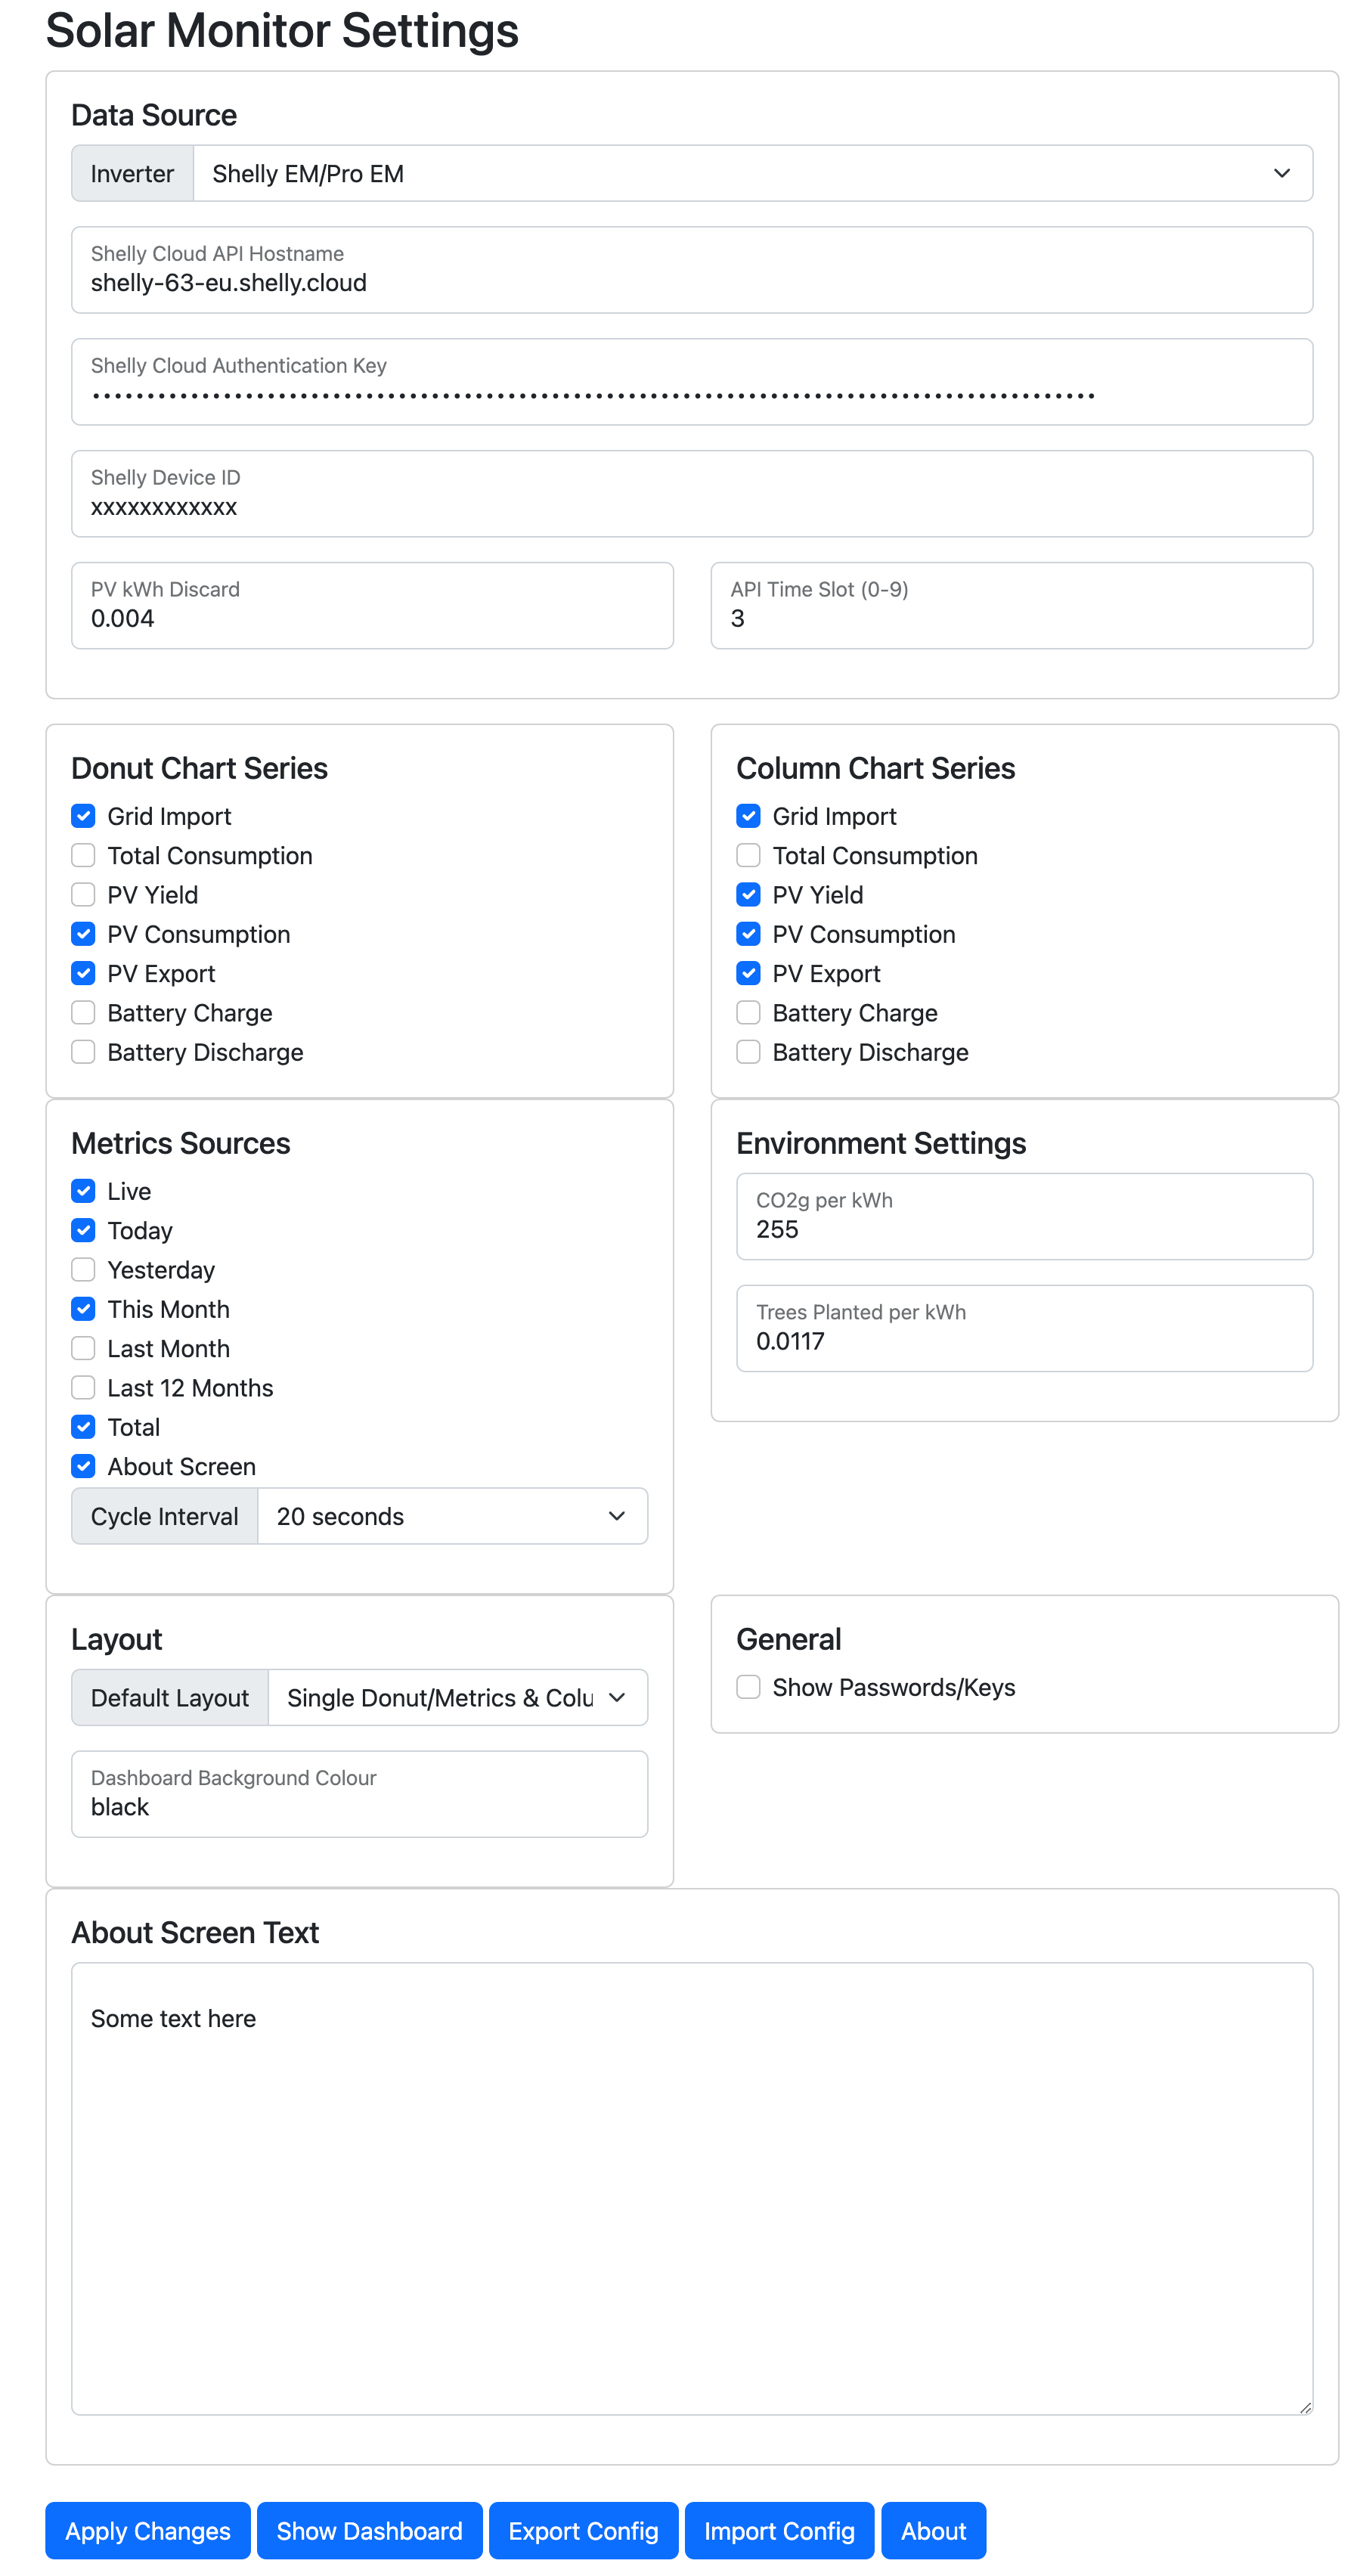 Solar Monitor Settings
Data Source
Inverter Shelly EM/Pro EM
Shelly Cloud API Hostname
shelly-63-eu.shelly.cloud
Shelly Cloud Authentication Key
Shelly Device ID
xxxxxxxxxxxx
PV kWh Discard
0.004
API Time Slot (0-9)
3
Donut Chart Series
Grid Import
Total Consumption
PV Yield
PV Consumption
PV Export
Battery Charge
Battery Discharge
Column Chart Series
Grid Import
Total Consumption
PV Yield
PV Consumption
PV Export
Battery Charge
Battery Discharge
Metrics Sources
Live
Today
Yesterday
This Month
Last Month
Last 12 Months
Total
About Screen
Cycle Interval 20 seconds
Environment Settings
CO2g per kWh
255
Trees Planted per kWh
0.0117
Layout
Default Layout Single Donut/Metrics & Colu
Dashboard Background Colour
black
General
Show Passwords/Keys
About Screen Text
Some text here
Apply Changes Show Dashboard Export Config Import Config About